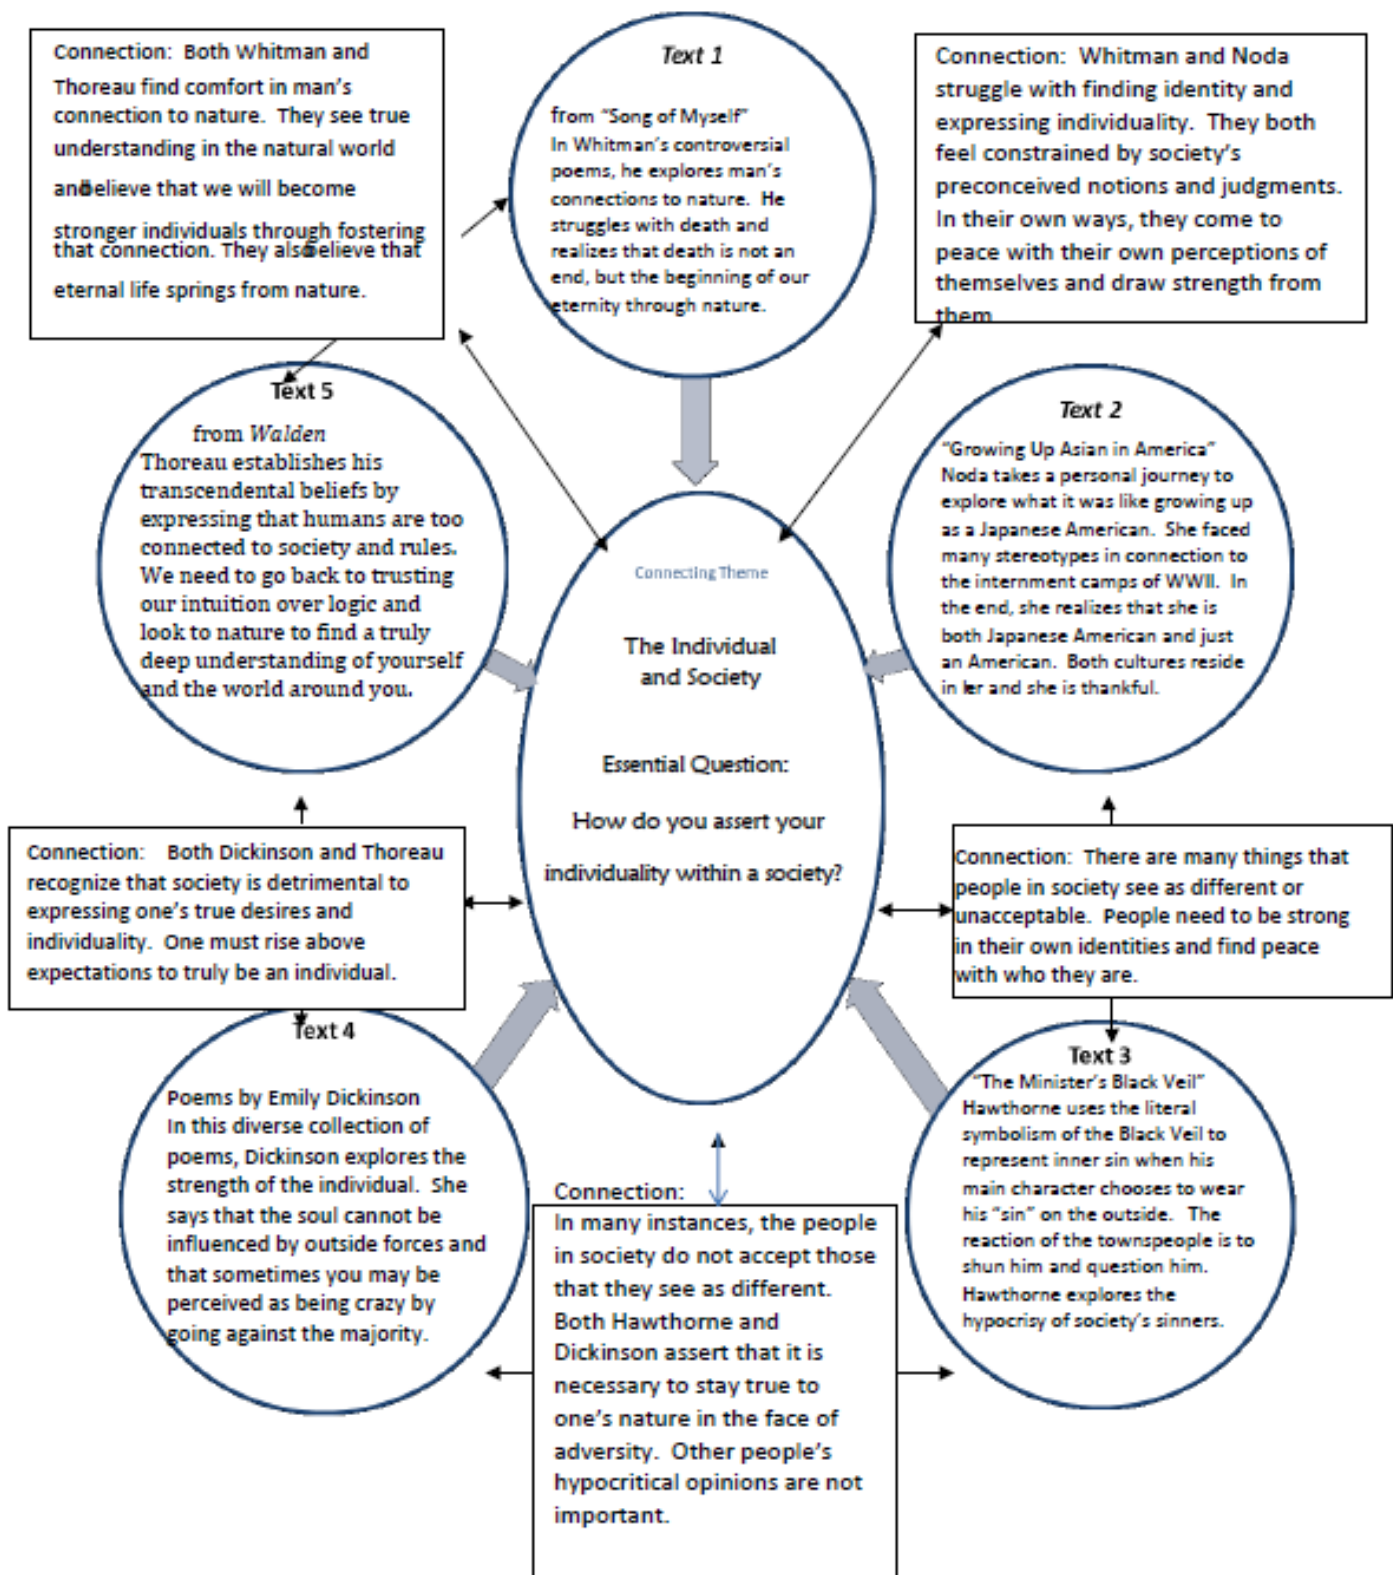 Connection:  Both Whitman and
Thoreau find comfort in man's
connection to nature.  They see true
understanding in the natural world
and believe that we will become
stronger individuals through fostering
that connection. They also believe that
eternal life springs from nature.
Text 1
from "Song of Myself"
In Whitman's controversial
poems, he explores man's
connections to nature.  He
struggles with death and
realizes that death is not an
end, but the beginning of our
eternity through nature.
Connection:  Whitman and Noda
struggle with finding identity and
expressing individuality.  They both
feel constrained by society's
preconceived notions and judgments.
In their own ways, they come to
peace with their own perceptions of
themselves and draw strength from
them
Text 5
from Walden
Thoreau establishes his
transcendental beliefs by
expressing that humans are too
connected to society and rules.
We need to go back to trusting
our intuition over logic and
look to nature to find a truly
deep understanding of yourself
and the world around you.
Connecting Theme
The Individual
and Society
Essential Question:
How do you assert your
individuality within a society?
Text 2
"Growing Up Asian in America"
Noda takes a personal journey to
explore what it was like growing up
as a Japanese American.  She faced
many stereotypes in connection to
the internment camps of WWII.  In
the end, she realizes that she is
both Japanese American and just
an American.  Both cultures reside
in her and she is thankful.
Connection:    Both Dickinson and Thoreau
recognize that society is detrimental to
expressing one's true desires and
individuality.  One must rise above
expectations to truly be an individual.
Connection:  There are many things that
people in society see as different or
unacceptable.  People need to be strong
in their own identities and find peace
with who they are.
Text 4
Poems by Emily Dickinson
In this diverse collection of
poems, Dickinson explores the
strength of the individual.  She
says that the soul cannot be
influenced by outside forces and
that sometimes you may be
perceived as being crazy by
going against the majority.
Connection:
In many instances, the people
in society do not accept those
that they see as different.
Both Hawthorne and
Dickinson assert that it is
necessary to stay true to
one's nature in the face of
adversity.  Other people's
hypocritical opinions are not
important.
Text 3
"The Minister's Black Veil"
Hawthorne uses the literal
symbolism of the Black Veil to
represent inner sin when his
main character chooses to wear
his "sin" on the outside.   The
reaction of the townspeople is to
shun him and question him.
Hawthorne explores the
hypocrisy of society's sinners.